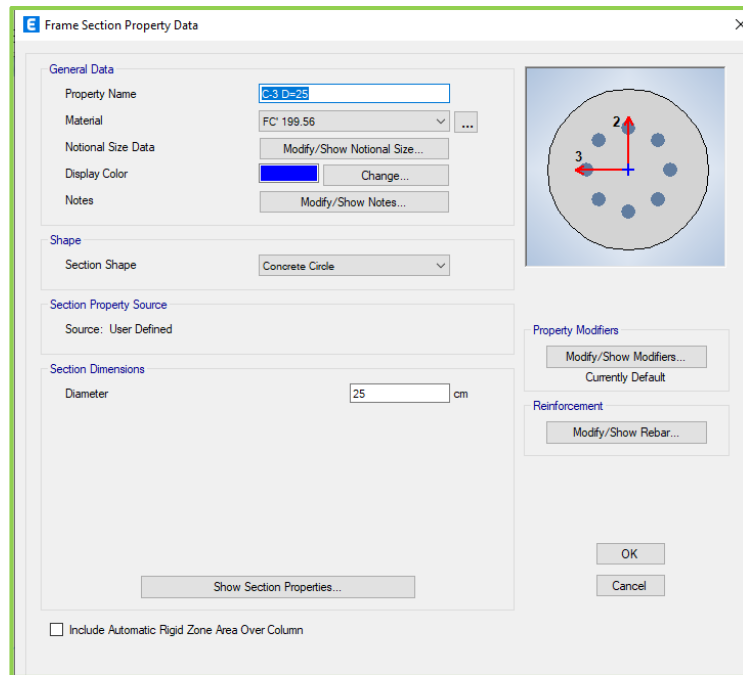 E Frame Section Property Data
General Data
Property Name C-3 D=25
Material FC' 199.56 ...
Notional Size Data Modify/Show Notional Size...
Display Color Change...
Notes Modify/Show Notes...
2
3
Shape
Section Shape Concrete Circle
Section Property Source
Source: User Defined
Property Modifiers
Modify/Show Modifiers...
Currently Default
Section Dimensions
Diameter 25 cm
Reinforcement
Modify/Show Rebar...
OK
Show Section Properties...
Cancel
Include Automatic Rigid Zone Area Over Column